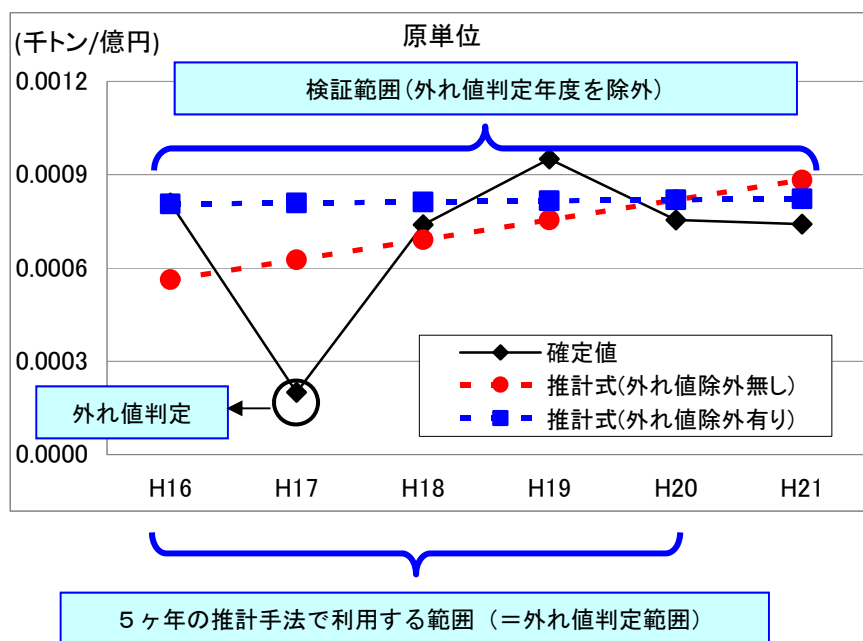 原単位
(千トン/億円)
検証範囲(外れ値判定年度を除外)
0.0012
0.0009
0.0006
0.0003
0.0000
確定値
推計式(外れ値除外無し)
推計式(外れ値除外有り)
外れ値判定
H16 H17 H18 H19 H20 H21
５ヶ年の推計手法で利用する範囲 (＝外れ値判定範囲)